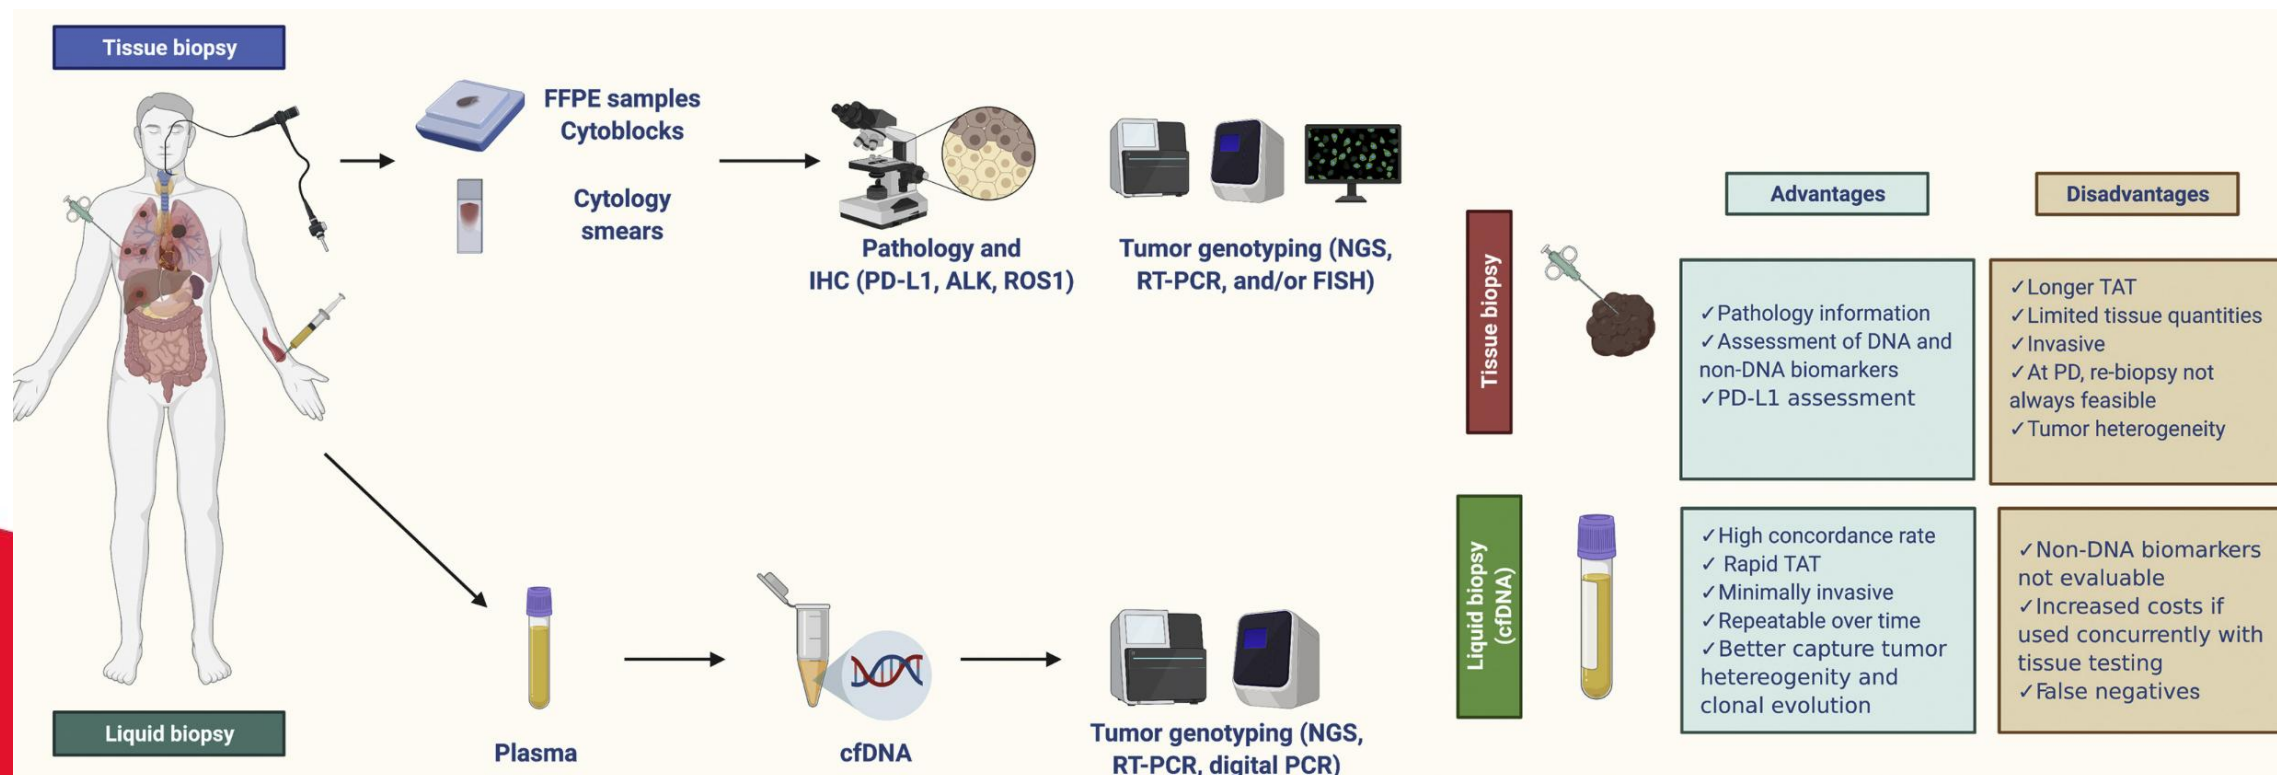 Tissue biopsy
FFPE samples
Cytoblocks
Cytology
smears
Pathology and
IHC (PD-L1, ALK, ROS1)
Tumor genotyping (NGS,
RT-PCR, and/or FISH)
Liquid biopsy
Plasma
cfDNA
Tumor genotyping (NGS,
RT-PCR, digital PCR)
Advantages
Disadvantages
Tissue biopsy
✓Pathology information
✓Assessment of DNA and
non-DNA biomarkers
✓PD-L1 assessment
✓Longer TAT
✓Limited tissue quantities
✓Invasive
✓At PD, re-biopsy not
always feasible
✓Tumor heterogeneity
Liquid biopsy
(cfDNA)
✓High concordance rate
✓ Rapid TAT
✓Minimally invasive
✓Repeatable over time
✓Better capture tumor
hetereogenity and
clonal evolution
✓Non-DNA biomarkers
not evaluable
✓Increased costs if
used concurrently with
tissue testing
✓False negatives